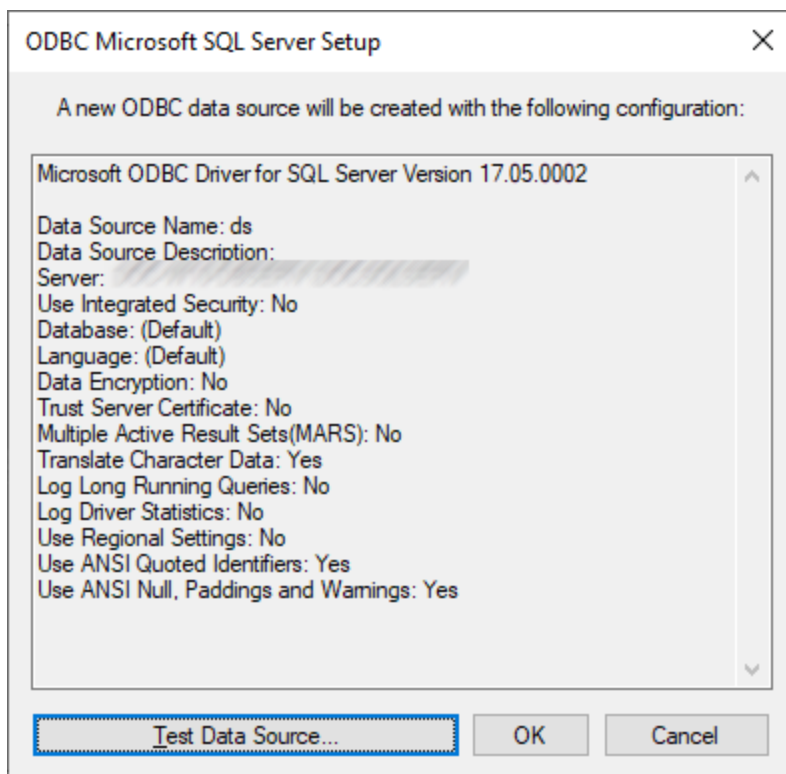 ODBC Microsoft SQL Server Setup
A new ODBC data source will be created with the following configuration:
Microsoft ODBC Driver for SQL Server Version 17.05.0002
Data Source Name: ds
Data Source Description:
Server:
Use Integrated Security: No
Database: (Default)
Language: (Default)
Data Encryption: No
Trust Server Certificate: No
Multiple Active Result Sets(MARS): No
Translate Character Data: Yes
Log Long Running Queries: No
Log Driver Statistics: No
Use Regional Settings: No
Use ANSI Quoted Identifiers: Yes
Use ANSI Null, Paddings and Warnings: Yes
Test Data Source... OK Cancel